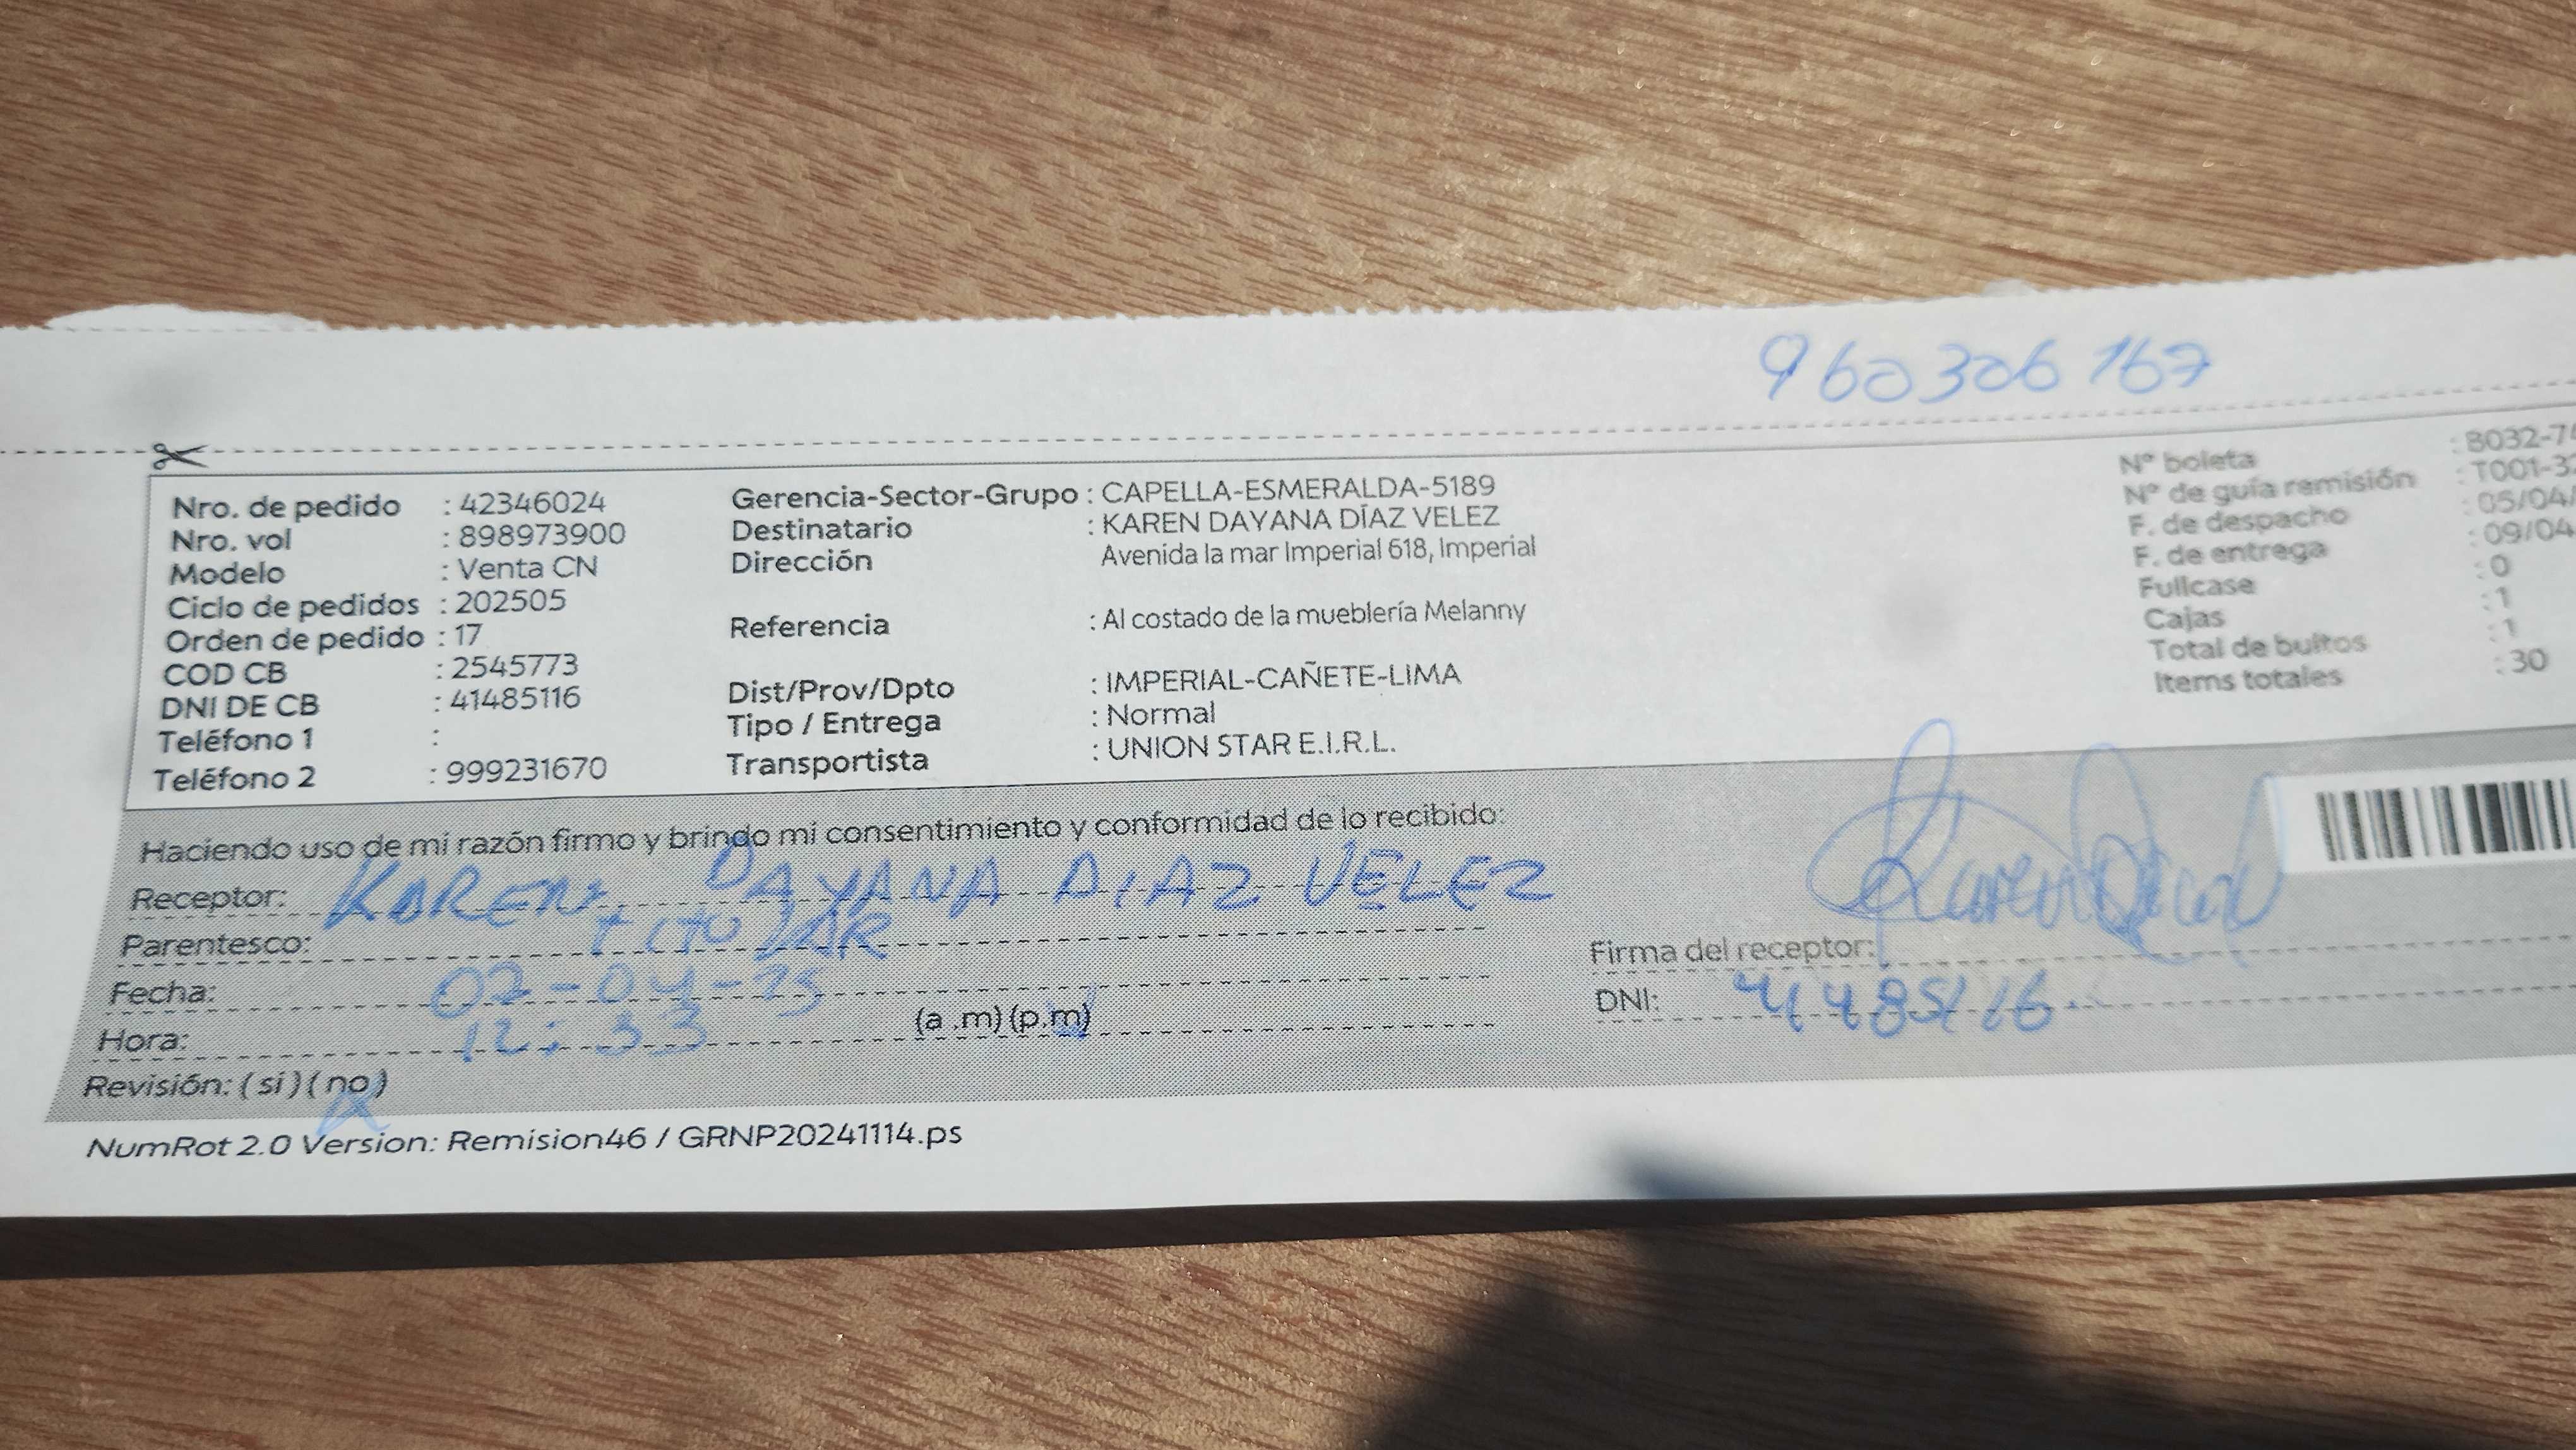 960306167
Nro. de pedido : 42346024
Nro. vol : 898973900
Modelo : Venta CN
Ciclo de pedidos : 202505
Orden de pedido : 17
COD CB : 2545773
DNI DE CB : 41485116
Teléfono 1 :
Teléfono 2 : 999231670
Gerencia-Sector-Grupo : CAPELLA-ESMERALDA-5189
Destinatario : KAREN DAYANA DÍAZ VELEZ
Dirección Avenida la mar Imperial 618, Imperial
Referencia : Al costado de la mueblería Melanny
Dist/Prov/Dpto : IMPERIAL-CAÑETE-LIMA
Tipo / Entrega : Normal
Transportista : UNION STAR E.I.R.L.
N° boleta : B032-74
N° de guía remisión : T001-32
F. de despacho : 05/04/
F. de entrega : 09/04
Fullcase : 0
Cajas : 1
Total de bultos : 1
Items totales : 30
Haciendo uso de mi razón firmo y brindo mi consentimiento y conformidad de lo recibido:
Receptor: KAREN DAYANA DIAZ VELEZ
Parentesco: titular
Fecha: 07-04-25
Hora: 12:33 (a .m) (p.m)
Revisión: ( si ) ( no )
Firma del receptor:
DNI: 41485116
NumRot 2.0 Version: Remision46 / GRNP20241114.ps